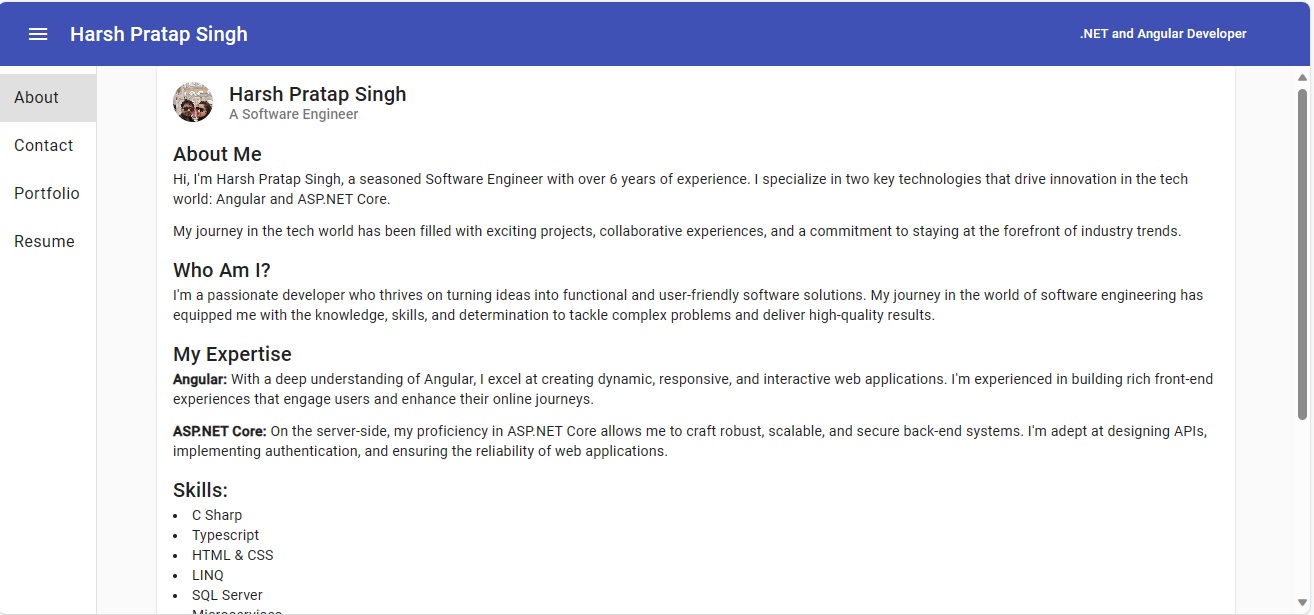 Harsh Pratap Singh
.NET and Angular Developer
About
Contact
Portfolio
Resume
Harsh Pratap Singh
A Software Engineer
About Me
Hi, I'm Harsh Pratap Singh, a seasoned Software Engineer with over 6 years of experience. I specialize in two key technologies that drive innovation in the tech
world: Angular and ASP.NET Core.
My journey in the tech world has been filled with exciting projects, collaborative experiences, and a commitment to staying at the forefront of industry trends.
Who Am I?
I'm a passionate developer who thrives on turning ideas into functional and user-friendly software solutions. My journey in the world of software engineering has
equipped me with the knowledge, skills, and determination to tackle complex problems and deliver high-quality results.
My Expertise
Angular: With a deep understanding of Angular, I excel at creating dynamic, responsive, and interactive web applications. I'm experienced in building rich front-end
experiences that engage users and enhance their online journeys.
ASP.NET Core: On the server-side, my proficiency in ASP.NET Core allows me to craft robust, scalable, and secure back-end systems. I'm adept at designing APIs,
implementing authentication, and ensuring the reliability of web applications.
Skills:
• C Sharp
• Typescript
• HTML & CSS
• LINQ
• SQL Server